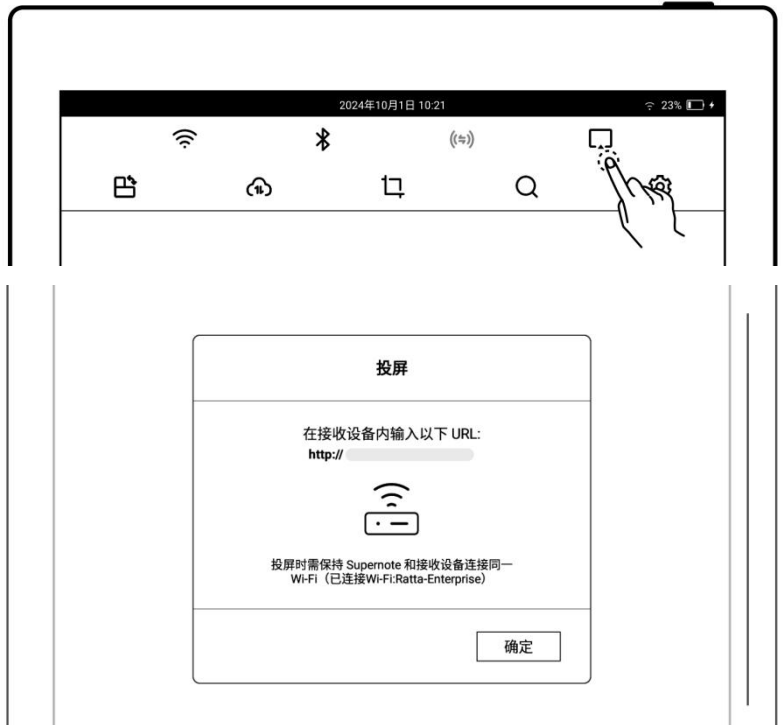 2024年10月1日 10:21
23%
投屏
在接收设备内输入以下 URL:
http://
投屏时需保持 Supernote 和接收设备连接同一
Wi-Fi（已连接Wi-Fi:Ratta-Enterprise）
确定